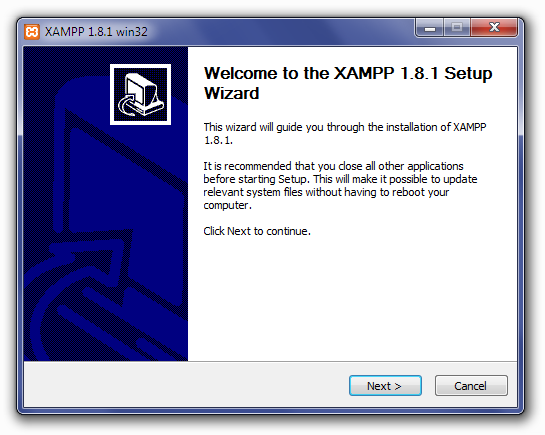 XAMPP 1.8.1 win32
Welcome to the XAMPP 1.8.1 Setup
Wizard
This wizard will guide you through the installation of XAMPP
1.8.1.
It is recommended that you close all other applications
before starting Setup. This will make it possible to update
relevant system files without having to reboot your
computer.
Click Next to continue.
Next >
Cancel